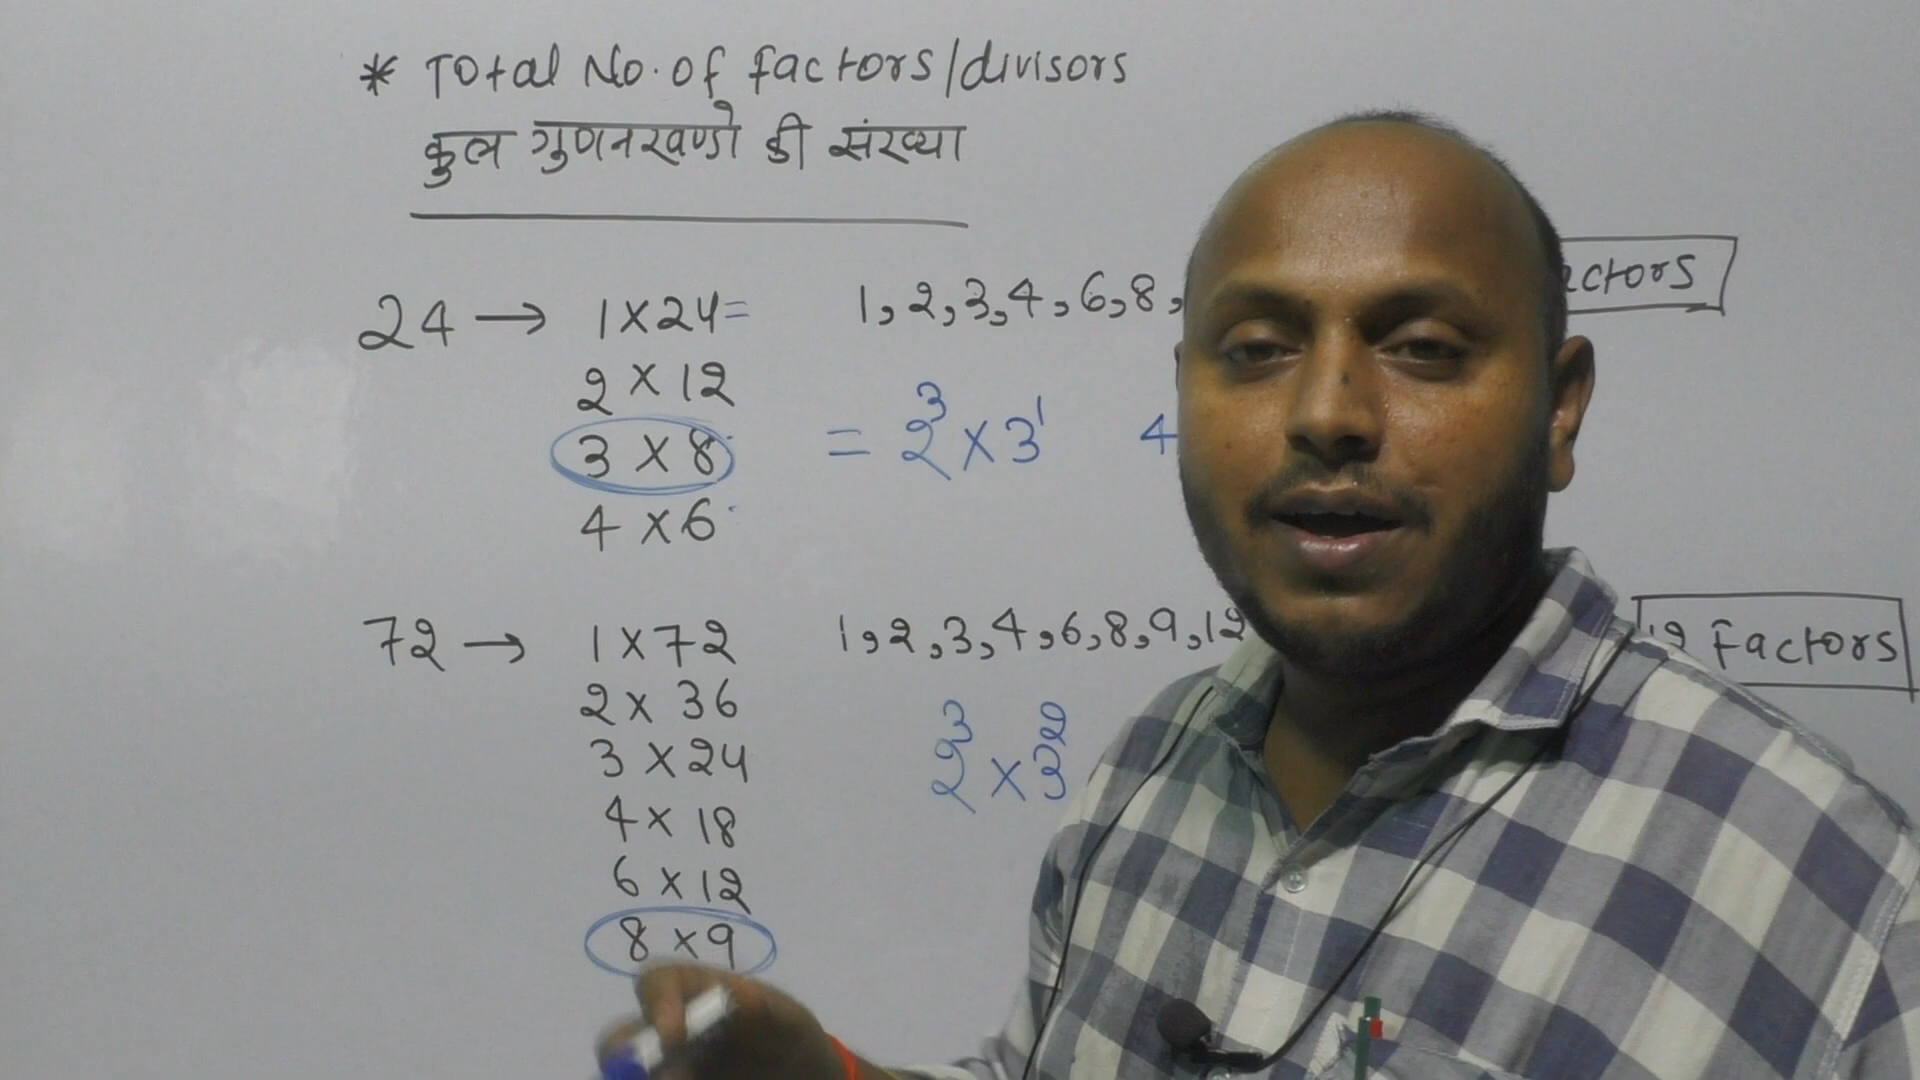 * Total No. of factors/divisors
कुल गुणनखण्डो की संख्या
24 → 1 x 24 = 1, 2, 3, 4, 6, 8,
2 x 12
3 x 8 = 2³ x 3¹ 4
4 x 6
72 → 1 x 72 1, 2, 3, 4, 6, 8, 9, 12 Factors
2 x 36
3 x 24 2³ x 3²
4 x 18
6 x 12
8 x 9